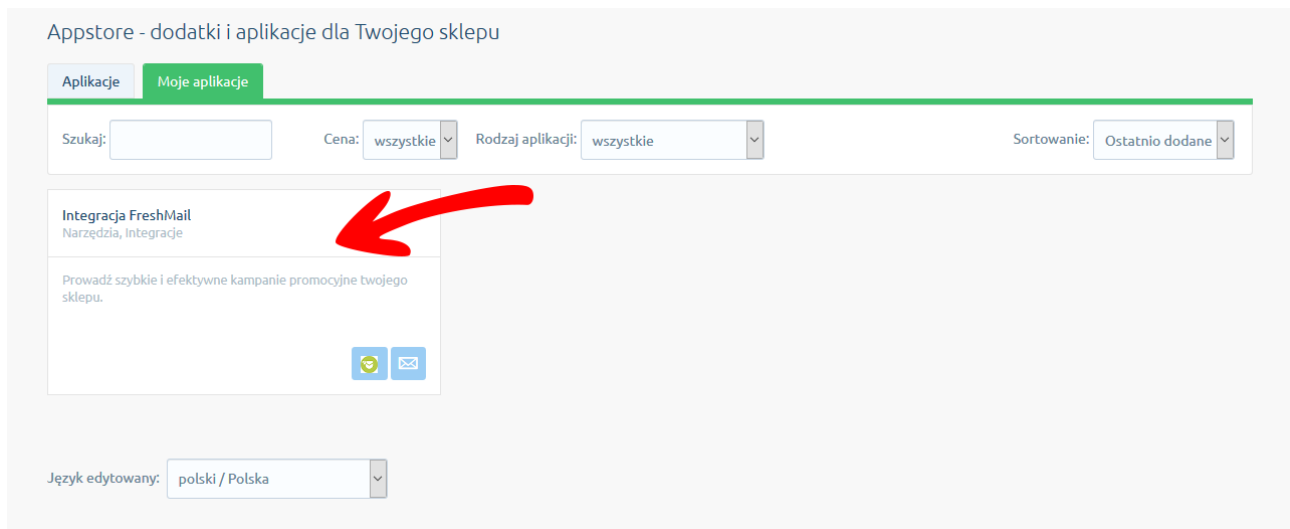 Appstore - dodatki i aplikacje dla Twojego sklepu
Aplikacje Moje aplikacje
Szukaj: Cena: wszystkie Rodzaj aplikacji: wszystkie Sortowanie: Ostatnio dodane
Integracja FreshMail
Narzędzia, Integracje
Prowadź szybkie i efektywne kampanie promocyjne twojego
sklepu.
Język edytowany: polski / Polska